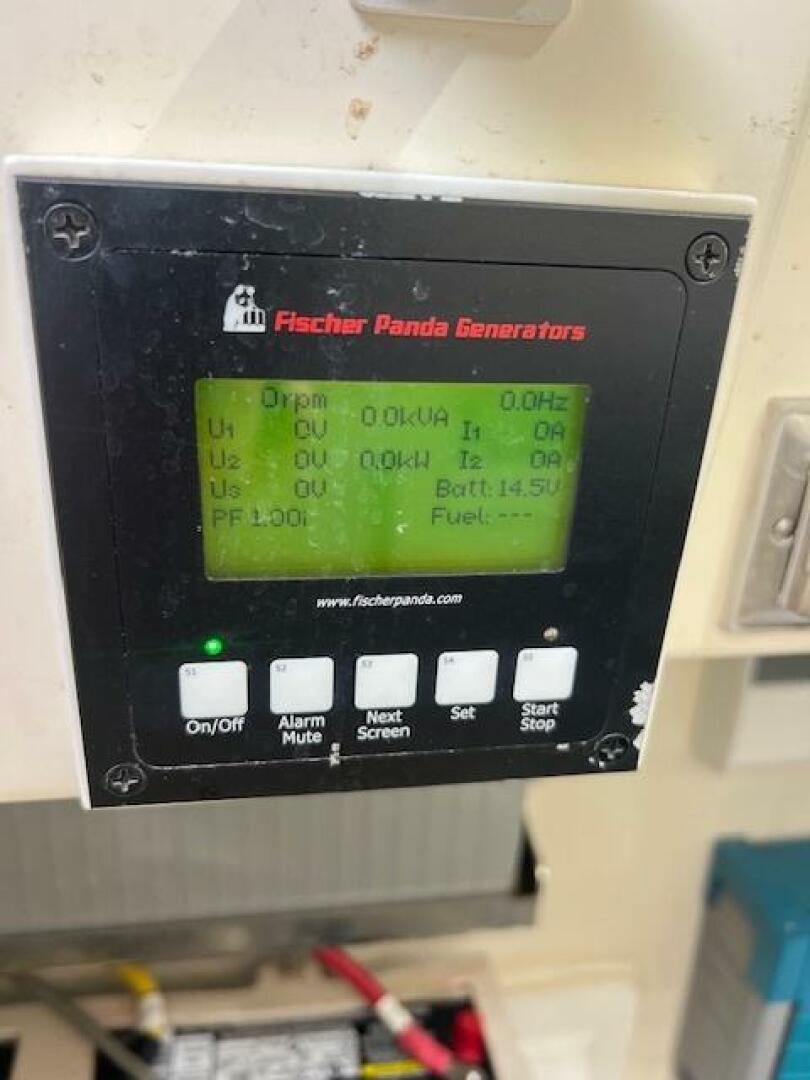 Fischer Panda Generators
0rpm 0.0Hz
0.0kVA
U1 0V I1 0A
U2 0V 0.0kW I2 0A
Us 0V Batt: 14.5V
PF 1.00i Fuel: ---
www.fischerpanda.com
S1 S2 S3 S4 S5
On/Off
Alarm Mute
Next Screen
Set
Start Stop